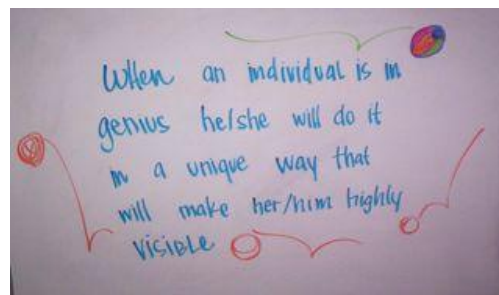 When an individual is in
genius he/she will do it
in a unique way that
will make her/him highly
visible